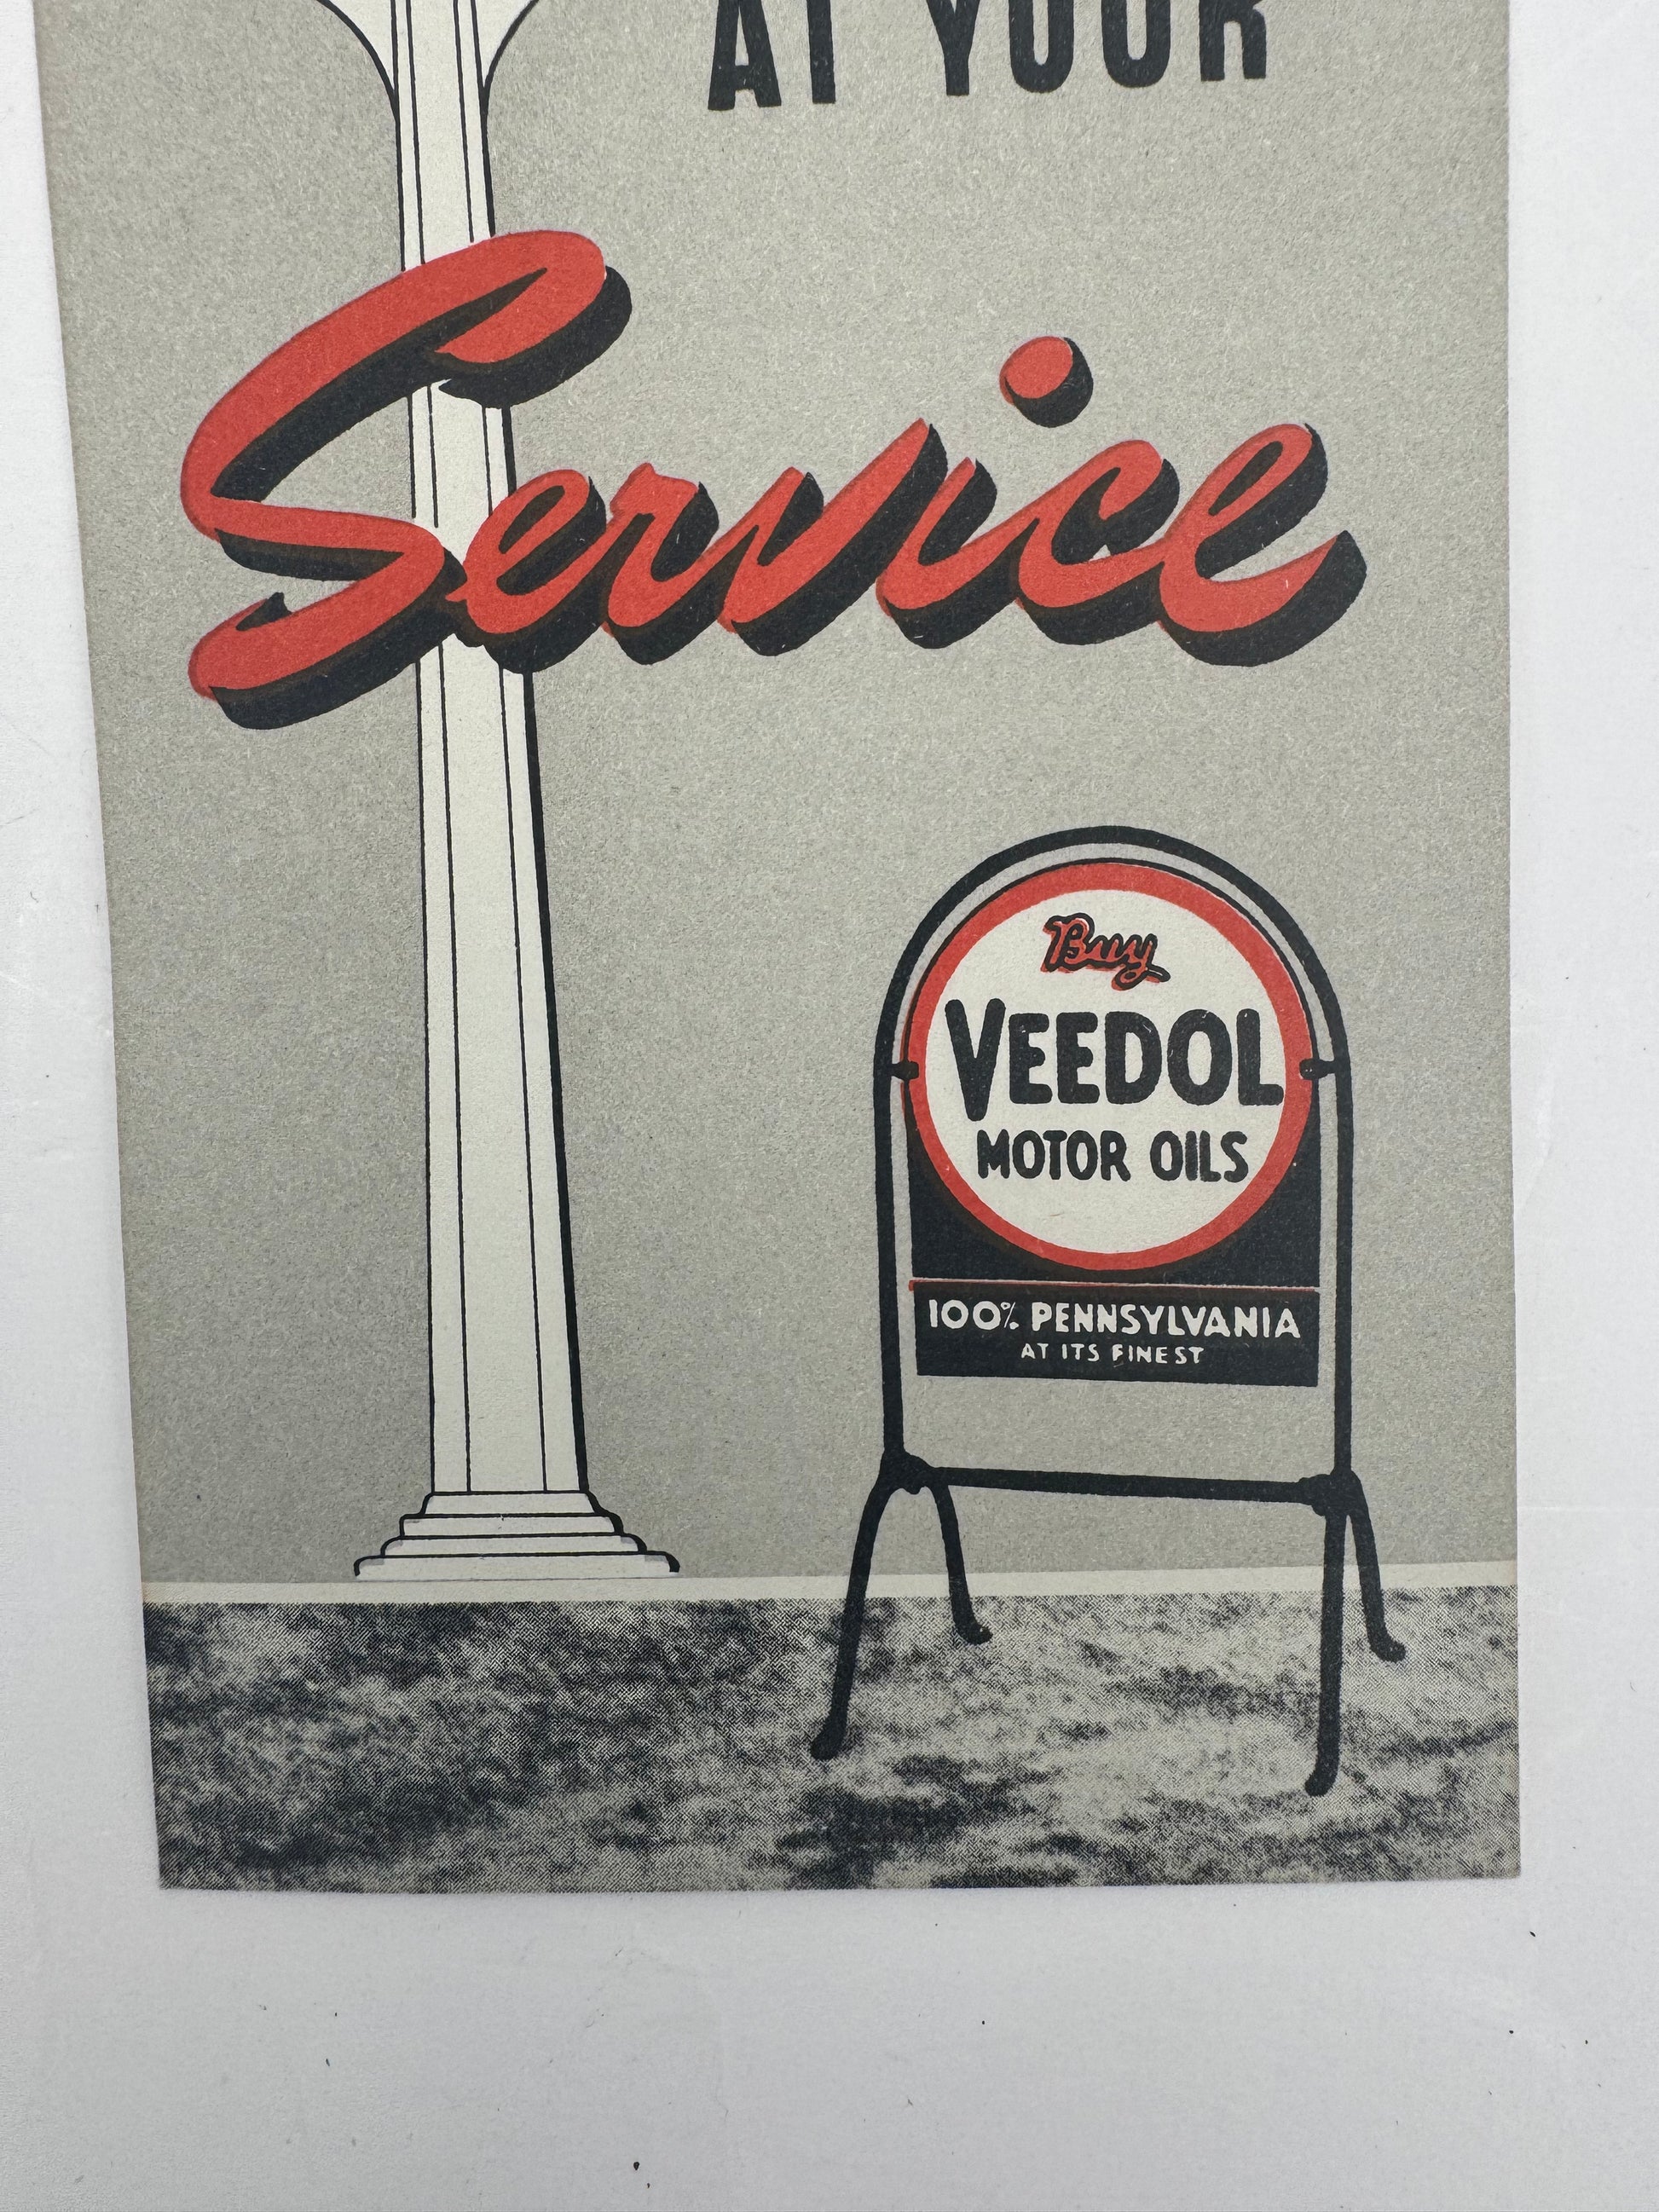 AT YOUR
Service
Buy
VEEDOL
MOTOR OILS
100% PENNSYLVANIA
AT ITS FINEST